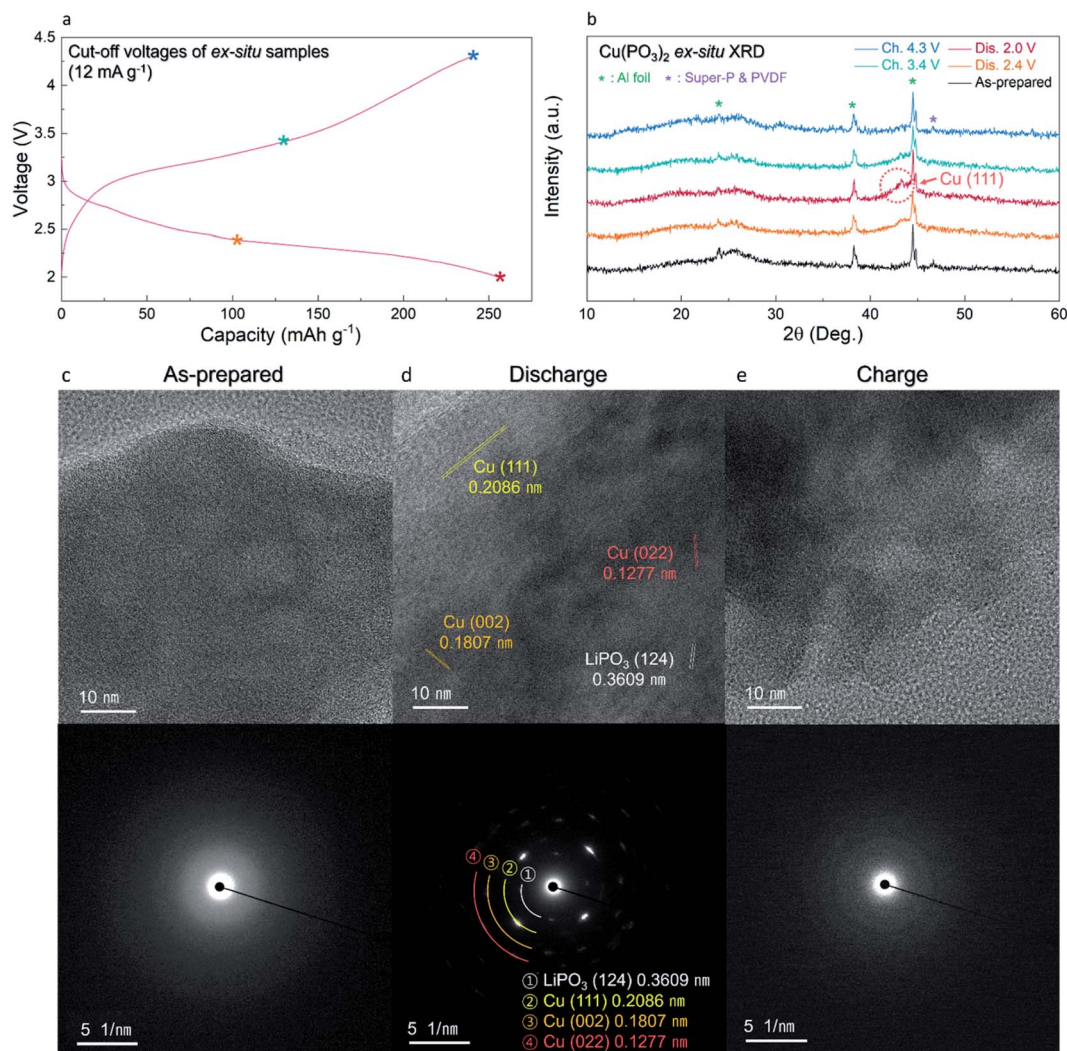 a
Cut-off voltages of ex-situ samples
(12 mA g⁻¹)
4.5
4
3.5
3
2.5
2
Voltage (V)
0 50 100 150 200 250
Capacity (mAh g⁻¹)
b
Cu(PO₃)₂ ex-situ XRD
* : Al foil * : Super-P & PVDF
Ch. 4.3 V Dis. 2.0 V
Ch. 3.4 V Dis. 2.4 V
As-prepared
Cu (111)
Intensity (a.u.)
10 20 30 40 50 60
2θ (Deg.)
c As-prepared
10 nm
5 1/nm
d Discharge
Cu (111)
0.2086 nm
Cu (022)
0.1277 nm
Cu (002)
0.1807 nm
LiPO₃ (124)
0.3609 nm
10 nm
④ ③ ② ①
① LiPO₃ (124) 0.3609 nm
② Cu (111) 0.2086 nm
③ Cu (002) 0.1807 nm
④ Cu (022) 0.1277 nm
5 1/nm
e Charge
10 nm
5 1/nm